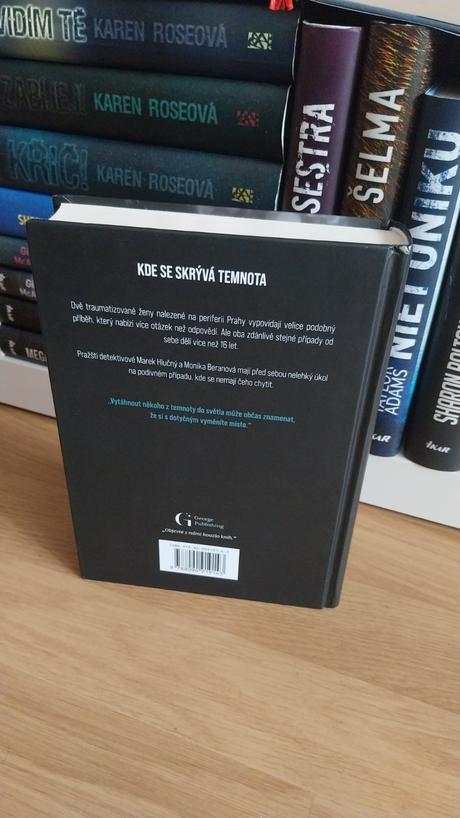 VIDÍM TĚ KAREN ROSEOVÁ
ZABIJEJ KAREN ROSEOVÁ
KŘIČ! KAREN ROSEOVÁ
SESTRA
ŠELMA
ADAMS
IKAR
SHARON BOLTON
IKAR
KDE SE SKRÝVÁ TEMNOTA
Dvě traumatizované ženy nalezené na periferii Prahy vypovídají velice podobný
příběh, který nabízí více otázek než odpovědí. Ale oba zdánlivě stejné případy od
sebe dělí více než 16 let.
Pražští detektivové Marek Hlučný a Monika Beranová mají před sebou nelehký úkol
na podivném případu, kde se nemají čeho chytit.
„Vytáhnout někoho z temnoty do světla může občas znamenat,
že si s dotyčným vyměníte místo.“
G George
Publishing
„Objevte s námi kouzlo knih.“